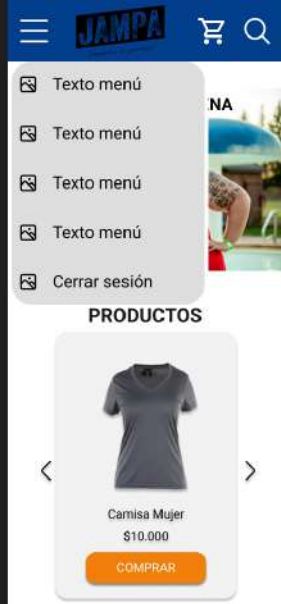 JAMPA
Texto menú
NA
Texto menú
Texto menú
Texto menú
Cerrar sesión
PRODUCTOS
Camisa Mujer
$10.000
COMPRAR